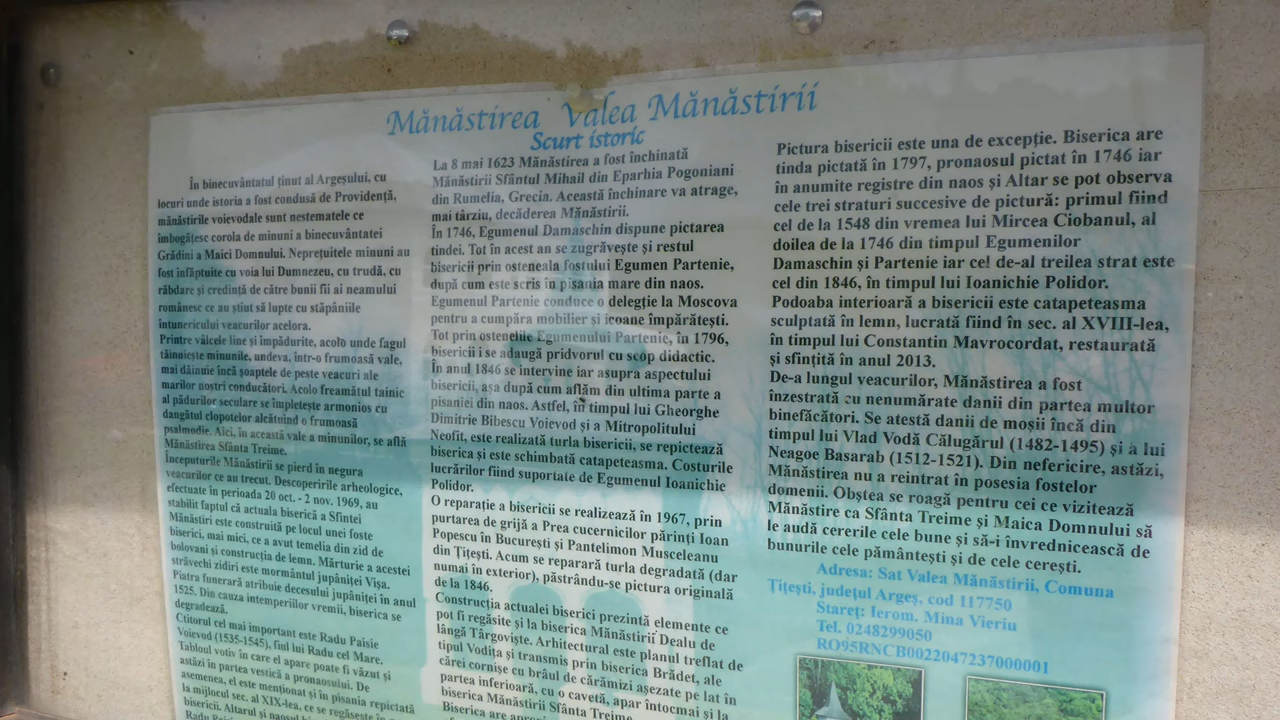 Mănăstirea Valea Mănăstirii
Scurt istoric
În binecuvântatul ținut al Argeșului, cu
locuri unde istoria a fost condusă de Providență,
mănăstirile voievodale sunt nestematele ce
îmbogățesc corola de minuni a binecuvântatei
Grădini a Maicii Domnului. Neprețuitele minuni au
fost înfăptuite cu voia lui Dumnezeu, cu trudă, cu
răbdare și credință de către bunii fii ai neamului
românesc ce au știut să lupte cu stăpâniile
întunericului veacurilor acelora.
Printre vâlcele line și împădurite, acolo unde fagul
tăinuiește minunile, undeva, într-o frumoasă vale,
mai dăinuie încă șoaptele de peste veacuri ale
marilor noștri conducători. Acolo freamătul tainic
al pădurilor seculare se împletește armonios cu
dangătul clopotelor alcătuind o frumoasă
psalmodie. Aici, în această vale a minunilor, se află
Mănăstirea Sfânta Treime.
Începuturile Mănăstirii se pierd în negura
veacurilor ce au trecut. Descoperirile arheologice,
efectuate în perioada 20 oct. - 2 nov. 1969, au
stabilit faptul că actuala biserică a Sfintei
Mănăstiri este construită pe locul unei foste
biserici, mai mici, ce a avut temelia din zid de
bolovani și construcția de lemn. Mărturie a acestei
străvechi zidiri este mormântul jupâniței Vișa.
Piatra funerară atribuie decesului jupâniței în anul
1525. Din cauza intemperiilor vremii, biserica se
degradează.
Ctitorul cel mai important este Radu Paisie
Voievod (1535-1545), fiul lui Radu cel Mare.
Tabloul votiv în care el apare poate fi văzut și
astăzi în partea vestică a pronaosului. De
asemenea, el este menționat și în pisania repictată
la mijlocul sec. al XIX-lea, ce se regăsește în
bisericii. Altarul și naosul
Radu
La 8 mai 1623 Mănăstirea a fost închinată
Mănăstirii Sfântul Mihail din Eparhia Pogoniani
din Rumelia, Grecia. Această închinare va atrage,
mai târziu, decăderea Mănăstirii.
În 1746, Egumenul Damaschin dispune pictarea
tindei. Tot în acest an se zugrăvește și restul
bisericii prin osteneala fostului Egumen Partenie,
după cum este scris în pisania mare din naos.
Egumenul Partenie conduce o delegție la Moscova
pentru a cumpăra mobilier și icoane împărătești.
Tot prin ostenelile Egumenului Partenie, în 1796,
bisericii i se adaugă pridvorul cu scop didactic.
În anul 1846 se intervine iar asupra aspectului
bisericii, așa după cum aflăm din ultima parte a
pisaniei din naos. Astfel, în timpul lui Gheorghe
Dimitrie Bibescu Voievod și a Mitropolitului
Neofit, este realizată turla bisericii, se repictează
biserica și este schimbată catapeteasma. Costurile
lucrărilor fiind suportate de Egumenul Ioanichie
Polidor.
O reparație a bisericii se realizează în 1967, prin
purtarea de grijă a Prea cucernicilor părinți Ioan
Popescu în București și Pantelimon Musceleanu
din Țițești. Acum se reparară turla degradată (dar
numai în exterior), păstrându-se pictura originală
de la 1846.
Construcția actualei biserici prezintă elemente ce
pot fi regăsite și la biserica Mănăstirii Dealu de
lângă Târgoviște. Arhitectural este planul treflat de
tipul Vodița și transmis prin biserica Brădet, ale
cărei cornișe cu brâul de cărămizi așezate pe lat în
partea inferioară, cu o cavetă, apar întocmai și la
biserica Mănăstirii Sfânta Treime.
Biserica are
Pictura bisericii este una de excepție. Biserica are
tinda pictată în 1797, pronaosul pictat în 1746 iar
în anumite registre din naos și Altar se pot observa
cele trei straturi succesive de pictură: primul fiind
cel de la 1548 din vremea lui Mircea Ciobanul, al
doilea de la 1746 din timpul Egumenilor
Damaschin și Partenie iar cel de-al treilea strat este
cel din 1846, în timpul lui Ioanichie Polidor.
Podoaba interioară a bisericii este catapeteasma
sculptată în lemn, lucrată fiind în sec. al XVIII-lea,
în timpul lui Constantin Mavrocordat, restaurată
și sfințită în anul 2013.
De-a lungul veacurilor, Mănăstirea a fost
înzestrată cu nenumărate danii din partea multor
binefăcători. Se atestă danii de moșii încă din
timpul lui Vlad Vodă Călugărul (1482-1495) și a lui
Neagoe Basarab (1512-1521). Din nefericire, astăzi,
Mănăstirea nu a reintrat în posesia fostelor
domenii. Obștea se roagă pentru cei ce vizitează
Mănăstire ca Sfânta Treime și Maica Domnului să
le audă cererile cele bune și să-i învrednicească de
bunurile cele pământești și de cele cerești.
Adresa: Sat Valea Mănăstirii, Comuna
Țițești, județul Argeș, cod 117750
Stareț: Ierom. Mina Vieriu
Tel. 0248299050
RO95RNCB0022047237000001